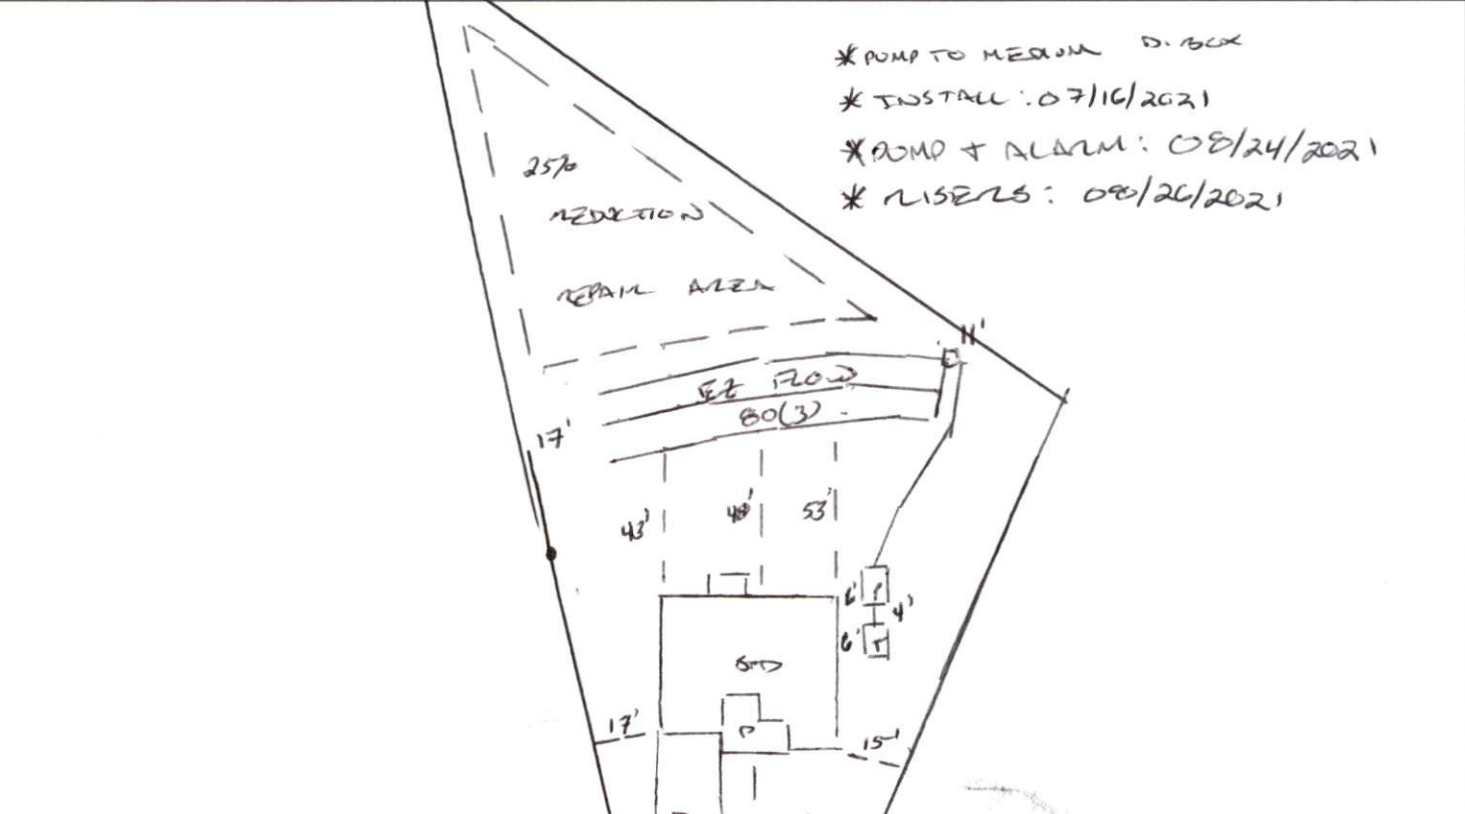 * PUMP TO MEDIUM D. BOX
* INSTALL: 07/16/2021
* PUMP + ALARM: 08/24/2021
* RISERS: 08/26/2021
25%
REDUCTION
REPAIR AREA
11'
EZ FLOW
80(3)
17'
43'
48'
53'
6'
P
4'
6'
T
P
17'
15'